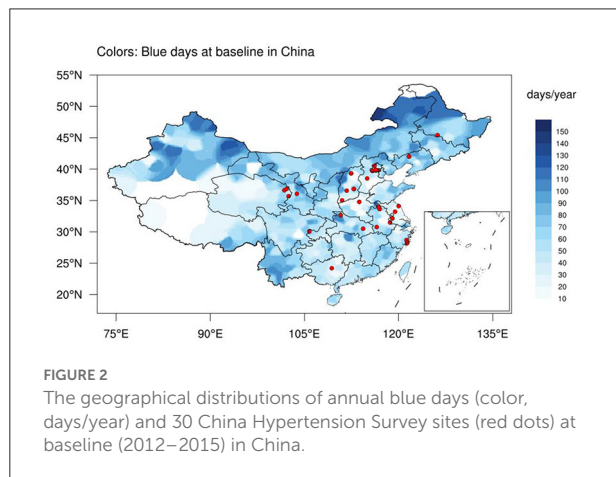 Colors: Blue days at baseline in China
55°N
50°N
45°N
40°N
35°N
30°N
25°N
20°N
75°E
90°E
105°E
120°E
135°E
days/year
150
140
130
120
110
100
90
80
70
60
50
40
30
20
10
FIGURE 2
The geographical distributions of annual blue days (color,
days/year) and 30 China Hypertension Survey sites (red dots) at
baseline (2012–2015) in China.